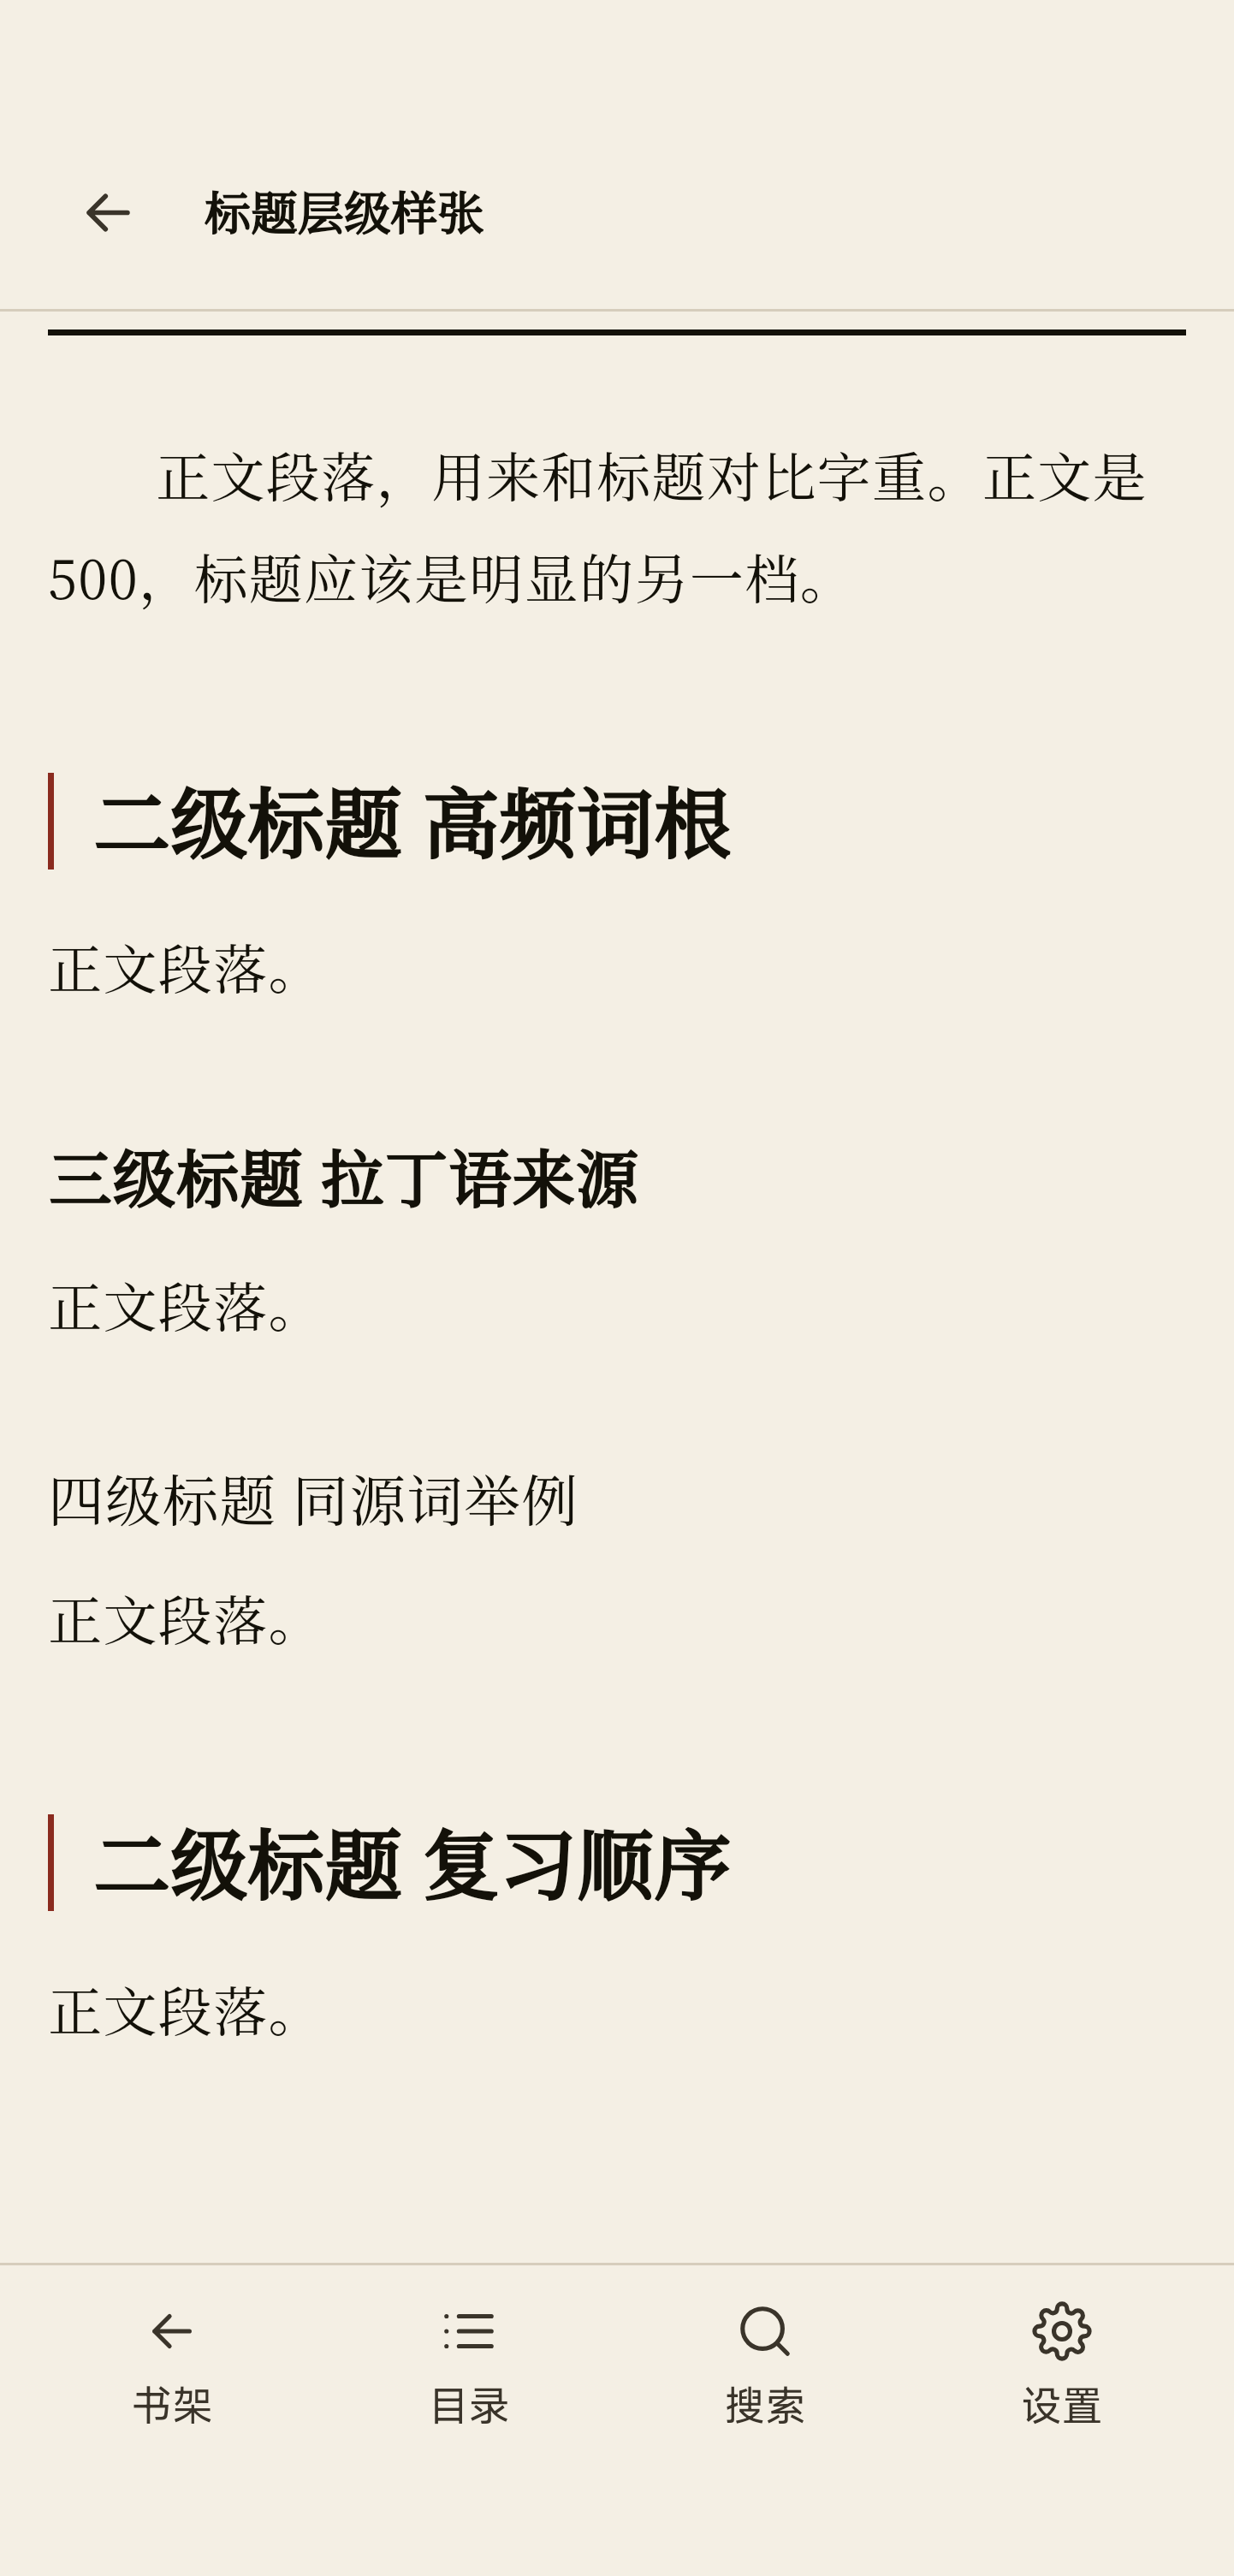 标题层级样张
正文段落，用来和标题对比字重。正文是
500，标题应该是明显的另一档。
二级标题 高频词根
正文段落。
三级标题 拉丁语来源
正文段落。
四级标题 同源词举例
正文段落。
二级标题 复习顺序
正文段落。
书架
目录
搜索
设置